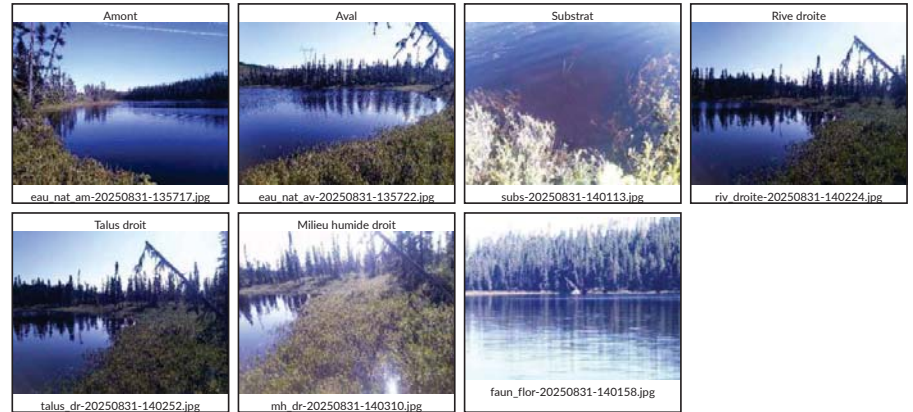 Amont
Aval
Substrat
Rive droite
eau_nat_am-20250831-135717.jpg
eau_nat_av-20250831-135722.jpg
subs-20250831-140113.jpg
riv_droite-20250831-140224.jpg
Talus droit
Milieu humide droit
talus_dr-20250831-140252.jpg
mh_dr-20250831-140310.jpg
faun_flor-20250831-140158.jpg